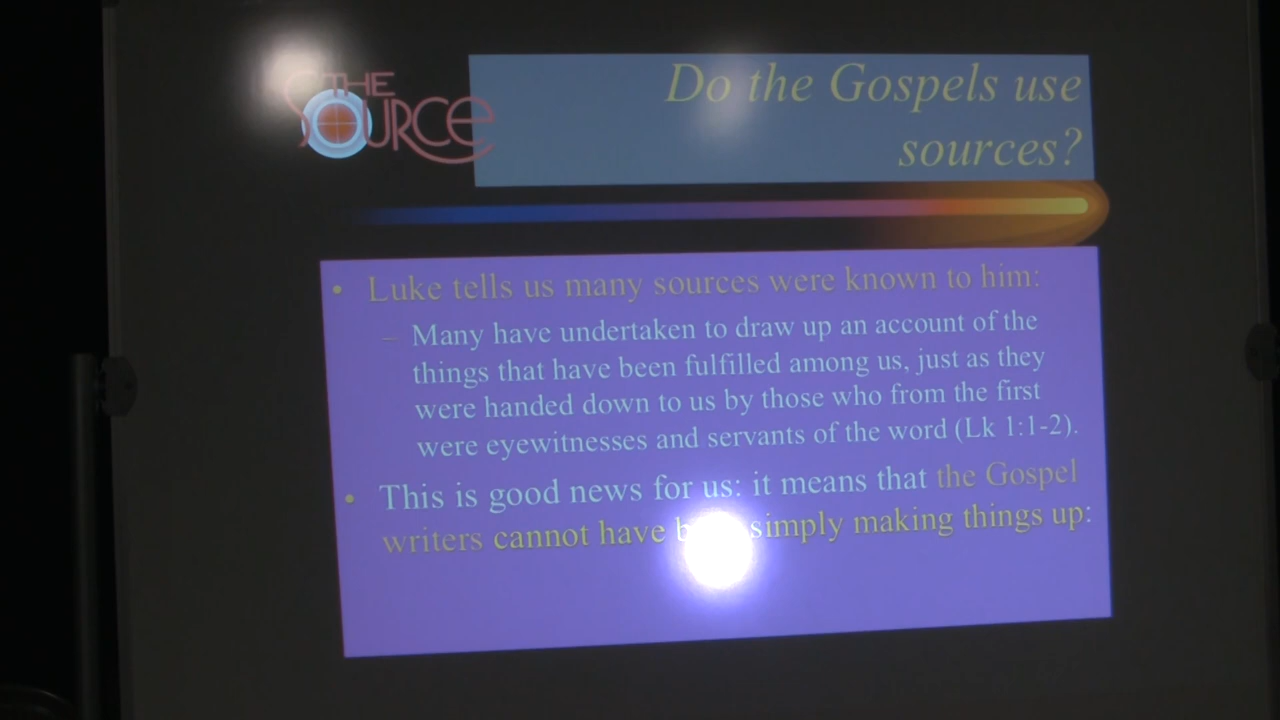 THE
SOURCe
Do the Gospels use
sources?
• Luke tells us many sources were known to him:
– Many have undertaken to draw up an account of the
things that have been fulfilled among us, just as they
were handed down to us by those who from the first
were eyewitnesses and servants of the word (Lk 1:1-2).
• This is good news for us: it means that the Gospel
writers cannot have simply making things up: